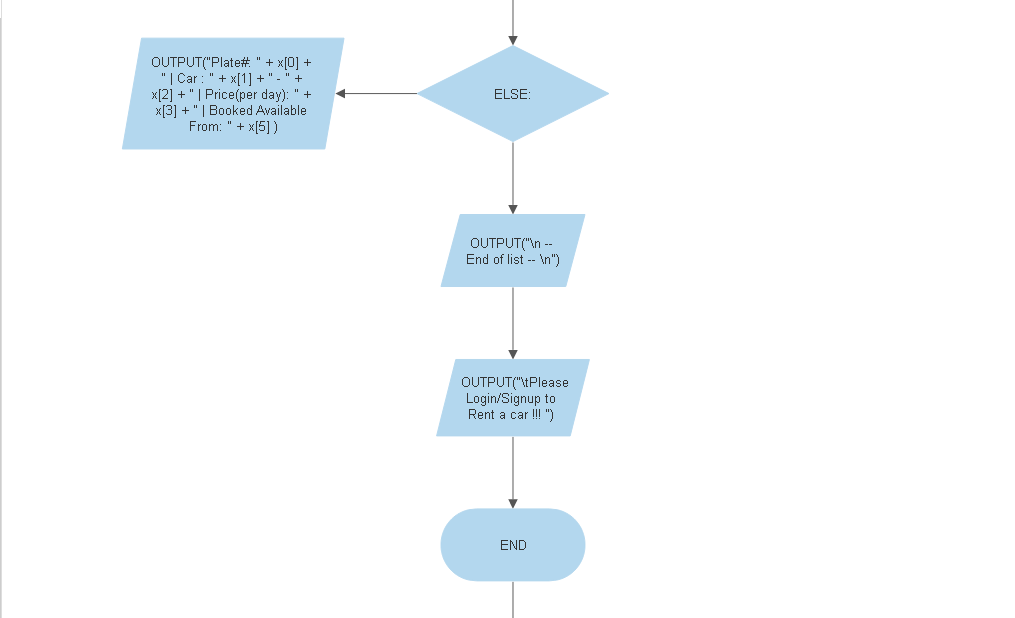 OUTPUT("Plate#: " + x[0] +
" | Car : " + x[1] + " - " +
x[2] + " | Price(per day): " +
x[3] + " | Booked Available
From: " + x[5] )
ELSE:
OUTPUT("\n --
End of list -- \n")
OUTPUT("\tPlease
Login/Signup to
Rent a car !!! ")
END